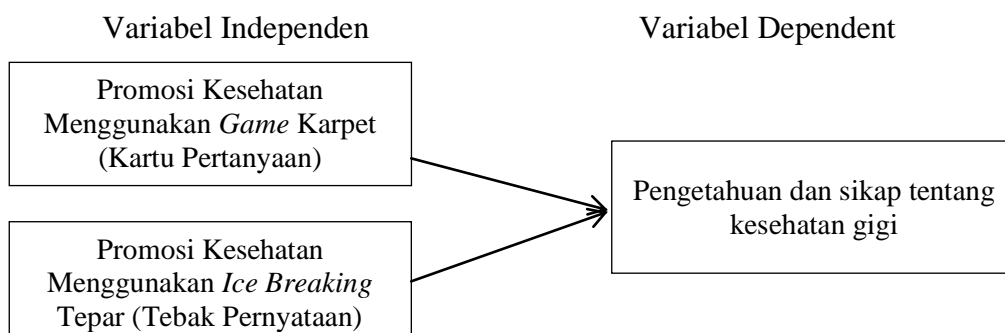 Variabel Independen
Variabel Dependent
Promosi Kesehatan
Menggunakan Game Karpet
(Kartu Pertanyaan)
Pengetahuan dan sikap tentang
kesehatan gigi
Promosi Kesehatan
Menggunakan Ice Breaking
Tepar (Tebak Pernyataan)